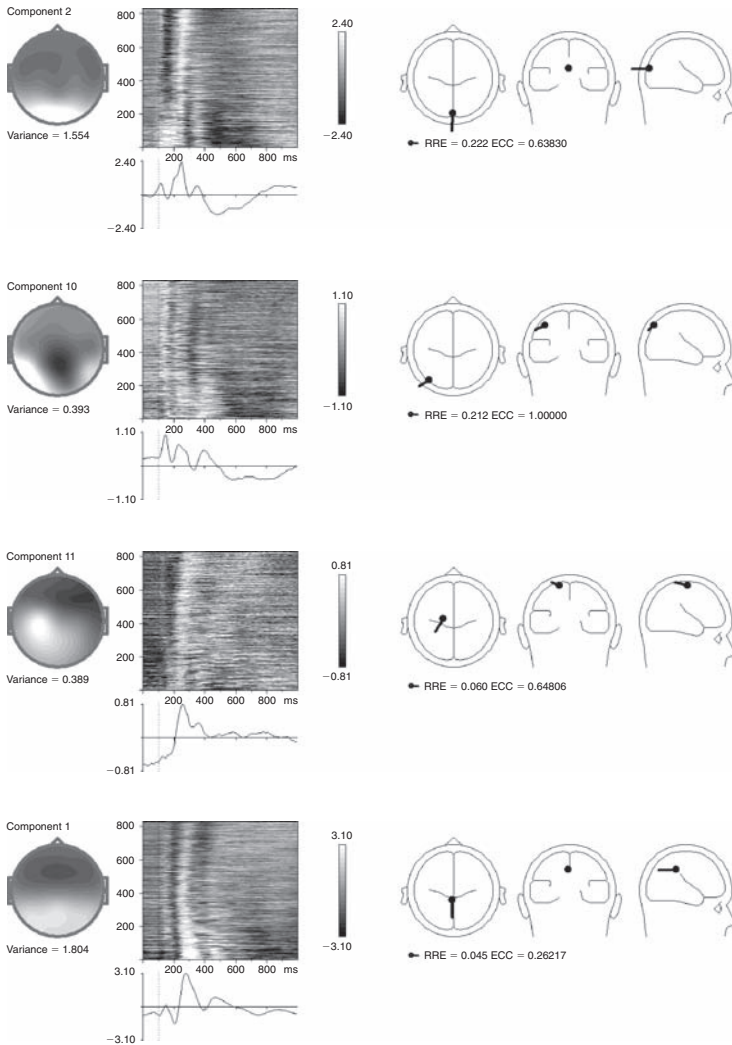 Component 2
800
600
400
200
0
Variance = 1.554
200 400 600 800 ms
2.40
−2.40
2.40
−2.40
RRE = 0.222 ECC = 0.63830
Component 10
800
600
400
200
0
Variance = 0.393
200 400 600 800 ms
1.10
−1.10
1.10
−1.10
RRE = 0.212 ECC = 1.00000
Component 11
800
600
400
200
0
Variance = 0.389
200 400 600 800 ms
0.81
−0.81
0.81
−0.81
RRE = 0.060 ECC = 0.64806
Component 1
800
600
400
200
0
Variance = 1.804
200 400 600 800 ms
3.10
−3.10
3.10
−3.10
RRE = 0.045 ECC = 0.26217